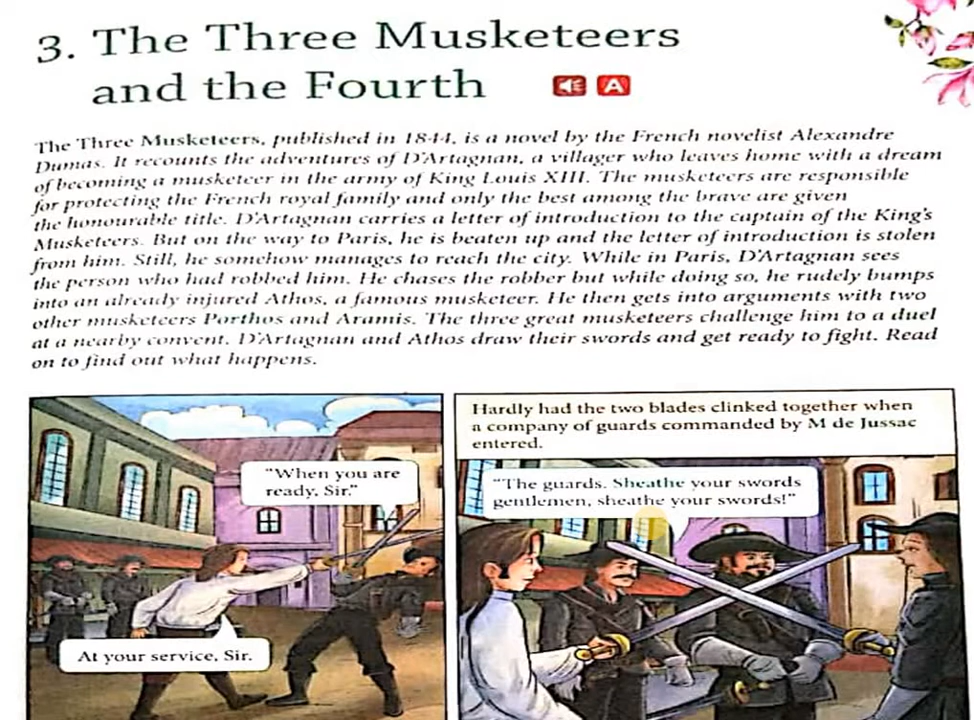 3. The Three Musketeers
and the Fourth
A
The Three Musketeers, published in 1844, is a novel by the French novelist Alexandre
Dumas. It recounts the adventures of D'Artagnan, a villager who leaves home with a dream
of becoming a musketeer in the army of King Louis XIII. The musketeers are responsible
for protecting the French royal family and only the best among the brave are given
the honourable title. D'Artagnan carries a letter of introduction to the captain of the King's
Musketeers. But on the way to Paris, he is beaten up and the letter of introduction is stolen
from him. Still, he somehow manages to reach the city. While in Paris, D'Artagnan sees
the person who had robbed him. He chases the robber but while doing so, he rudely bumps
into an already injured Athos, a famous musketeer. He then gets into arguments with two
other musketeers Porthos and Aramis. The three great musketeers challenge him to a duel
at a nearby convent. D'Artagnan and Athos draw their swords and get ready to fight. Read
on to find out what happens.
"When you are
ready, Sir."
At your service, Sir.
Hardly had the two blades clinked together when
a company of guards commanded by M de Jussac
entered.
"The guards. Sheathe your swords
gentlemen, sheathe your swords!"